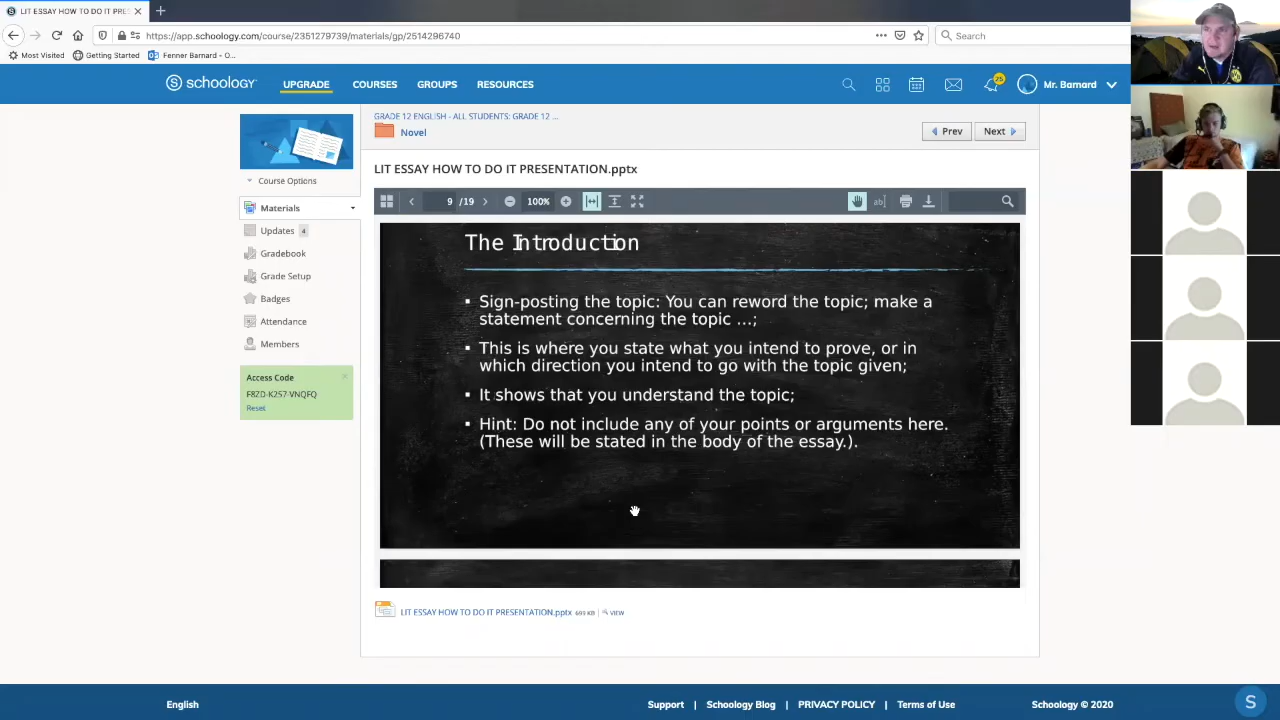 LIT ESSAY HOW TO DO IT PRES
https://app.schoology.com/course/2351279739/materials/gp/2514296740
Search
Most Visited
Getting Started
Fenner Barnard - Out
schoology
UPGRADE
COURSES
GROUPS
RESOURCES
25
Mr. Barnard
GRADE 12 ENGLISH - ALL STUDENTS: GRADE 12 ...
Novel
Prev
Next
Course Options
Materials
Updates 4
Gradebook
Grade Setup
Badges
Attendance
Members
Access Code
Reset
LIT ESSAY HOW TO DO IT PRESENTATION.pptx
9 /19
100%
The Introduction
▪ Sign-posting the topic: You can reword the topic; make a
statement concerning the topic ...;
▪ This is where you state what you intend to prove, or in
which direction you intend to go with the topic given;
▪ It shows that you understand the topic;
▪ Hint: Do not include any of your points or arguments here.
(These will be stated in the body of the essay.).
LIT ESSAY HOW TO DO IT PRESENTATION.pptx 699 KB VIEW
English
Support | Schoology Blog | PRIVACY POLICY | Terms of Use
Schoology © 2020
S